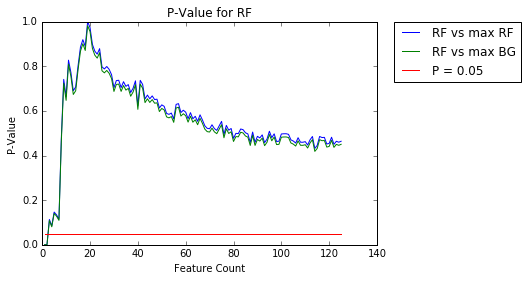 P-Value for RF
1.0
0.8
0.6
0.4
0.2
0.0
P-Value
0 20 40 60 80 100 120 140
Feature Count
RF vs max RF
RF vs max BG
P = 0.05